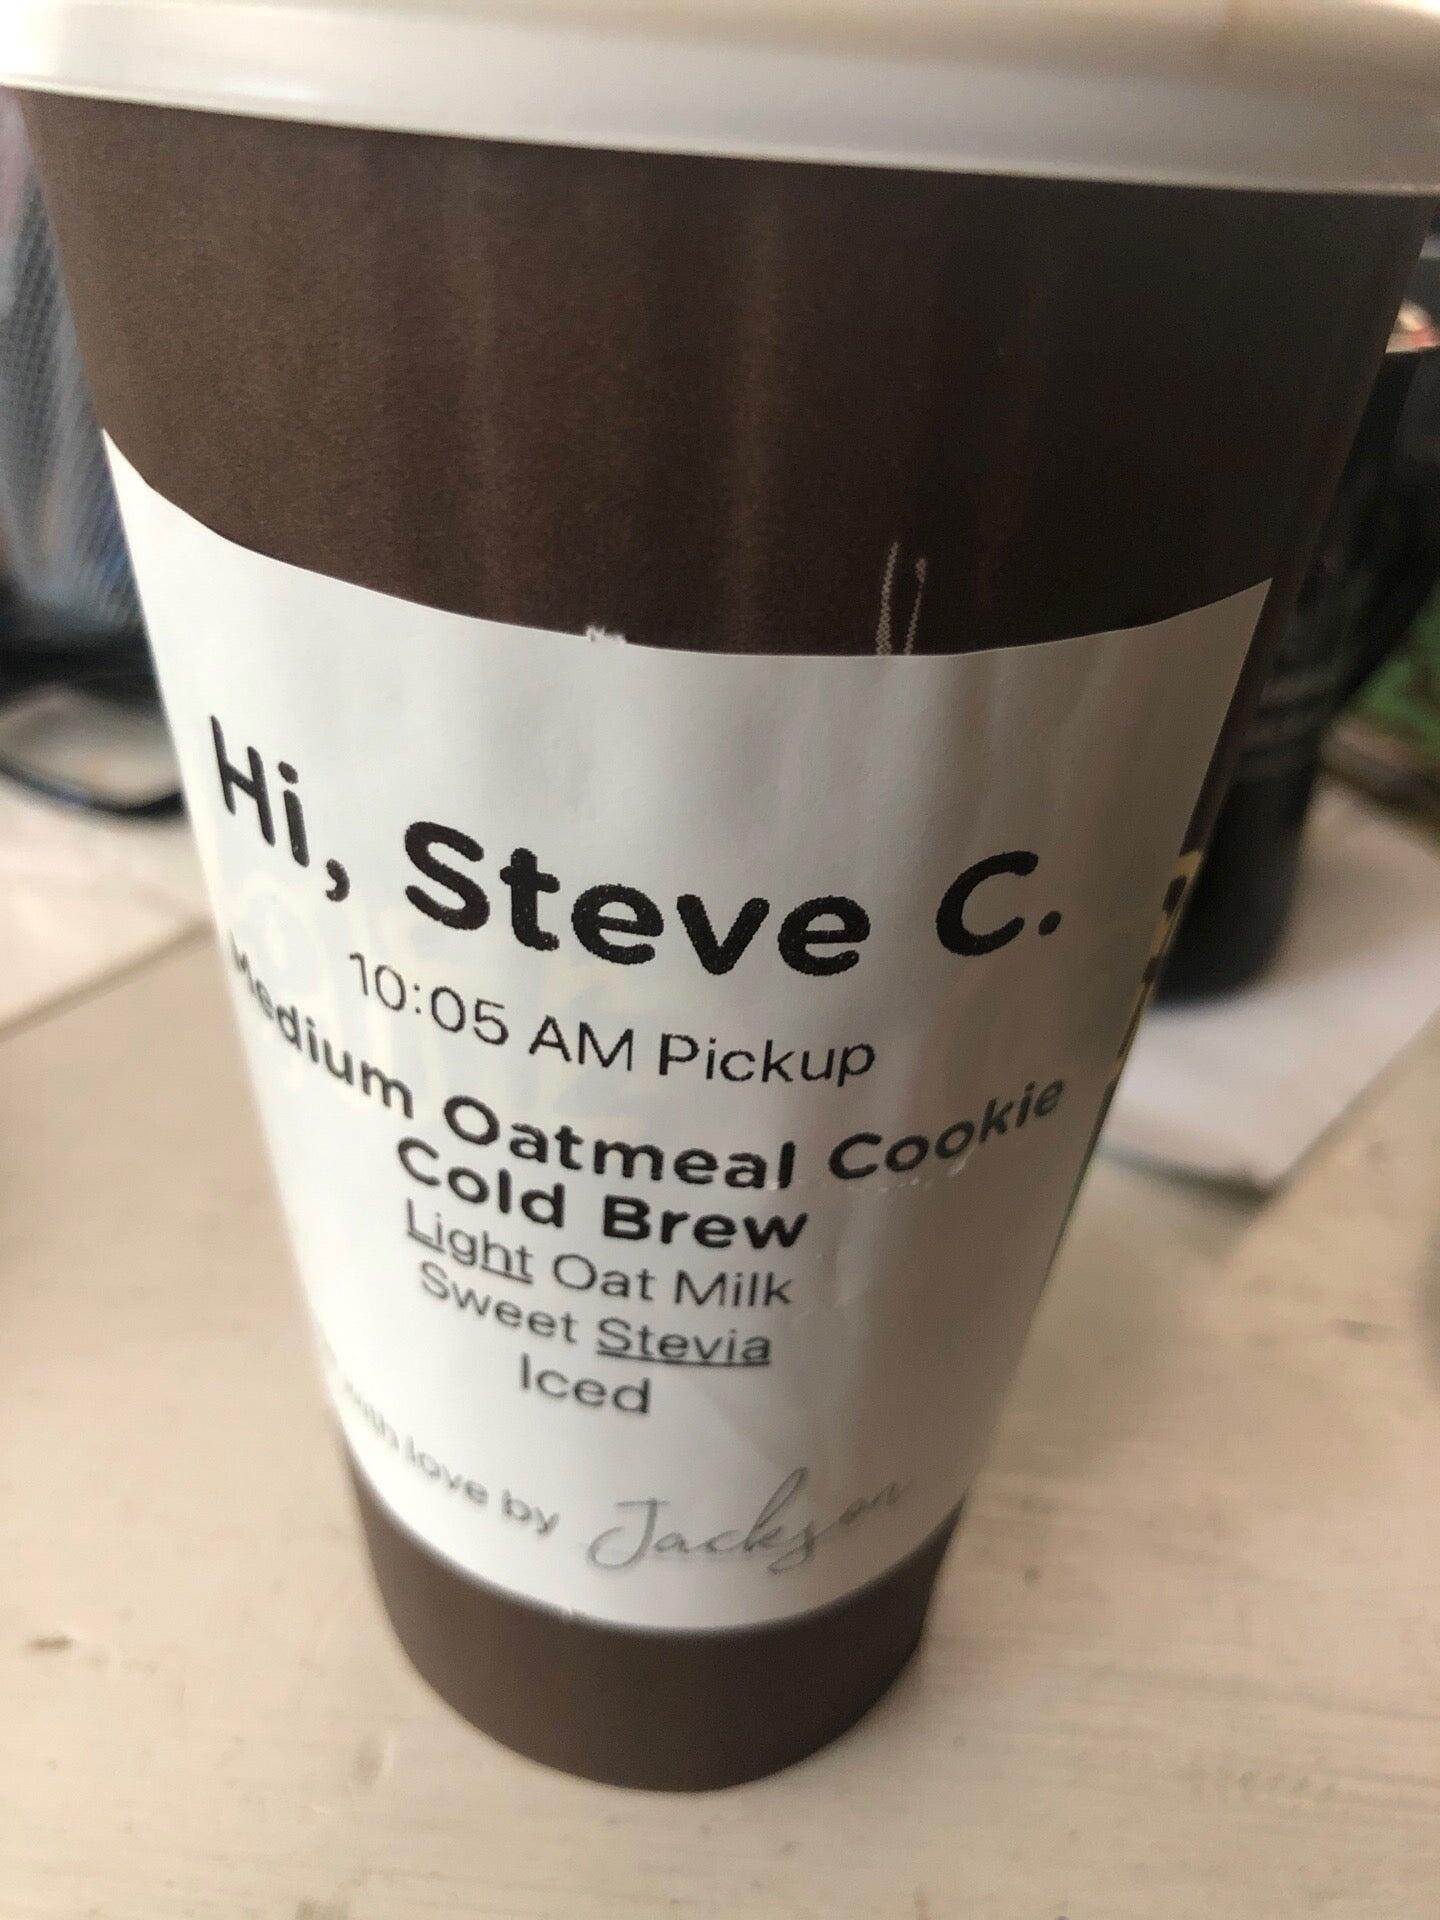 Hi, Steve C.
10:05 AM Pickup
Medium Oatmeal Cookie
Cold Brew
Light Oat Milk
Sweet Stevia
Iced
with love by Jackson